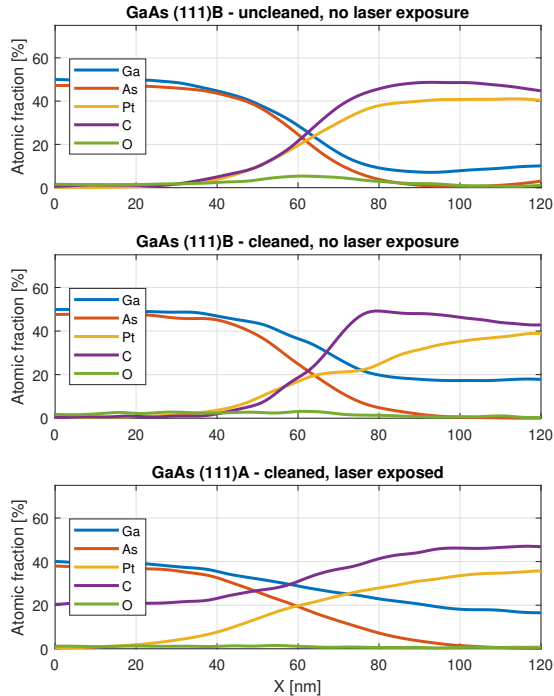 GaAs (111)B - uncleaned, no laser exposure
Atomic fraction [%]
60
40
20
0
Ga
As
Pt
C
O
0 20 40 60 80 100 120
GaAs (111)B - cleaned, no laser exposure
Atomic fraction [%]
60
40
20
0
Ga
As
Pt
C
O
0 20 40 60 80 100 120
GaAs (111)A - cleaned, laser exposed
Atomic fraction [%]
60
40
20
0
Ga
As
Pt
C
O
0 20 40 60 80 100 120
X [nm]